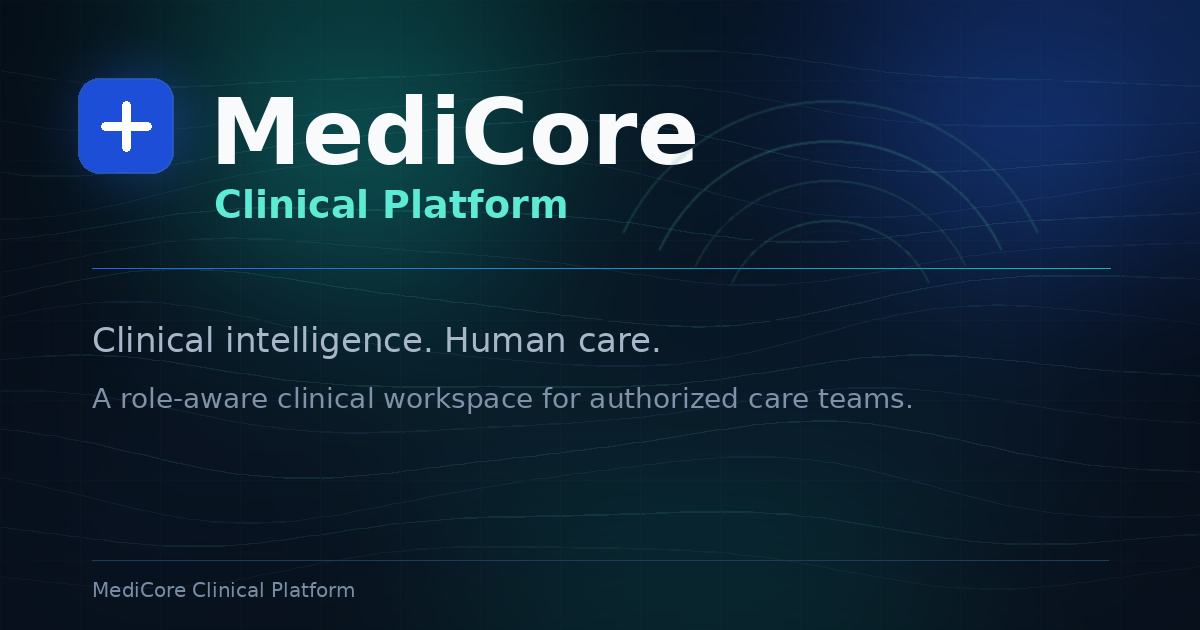 MediCore
Clinical Platform
Clinical intelligence. Human care.
A role-aware clinical workspace for authorized care teams.
MediCore Clinical Platform